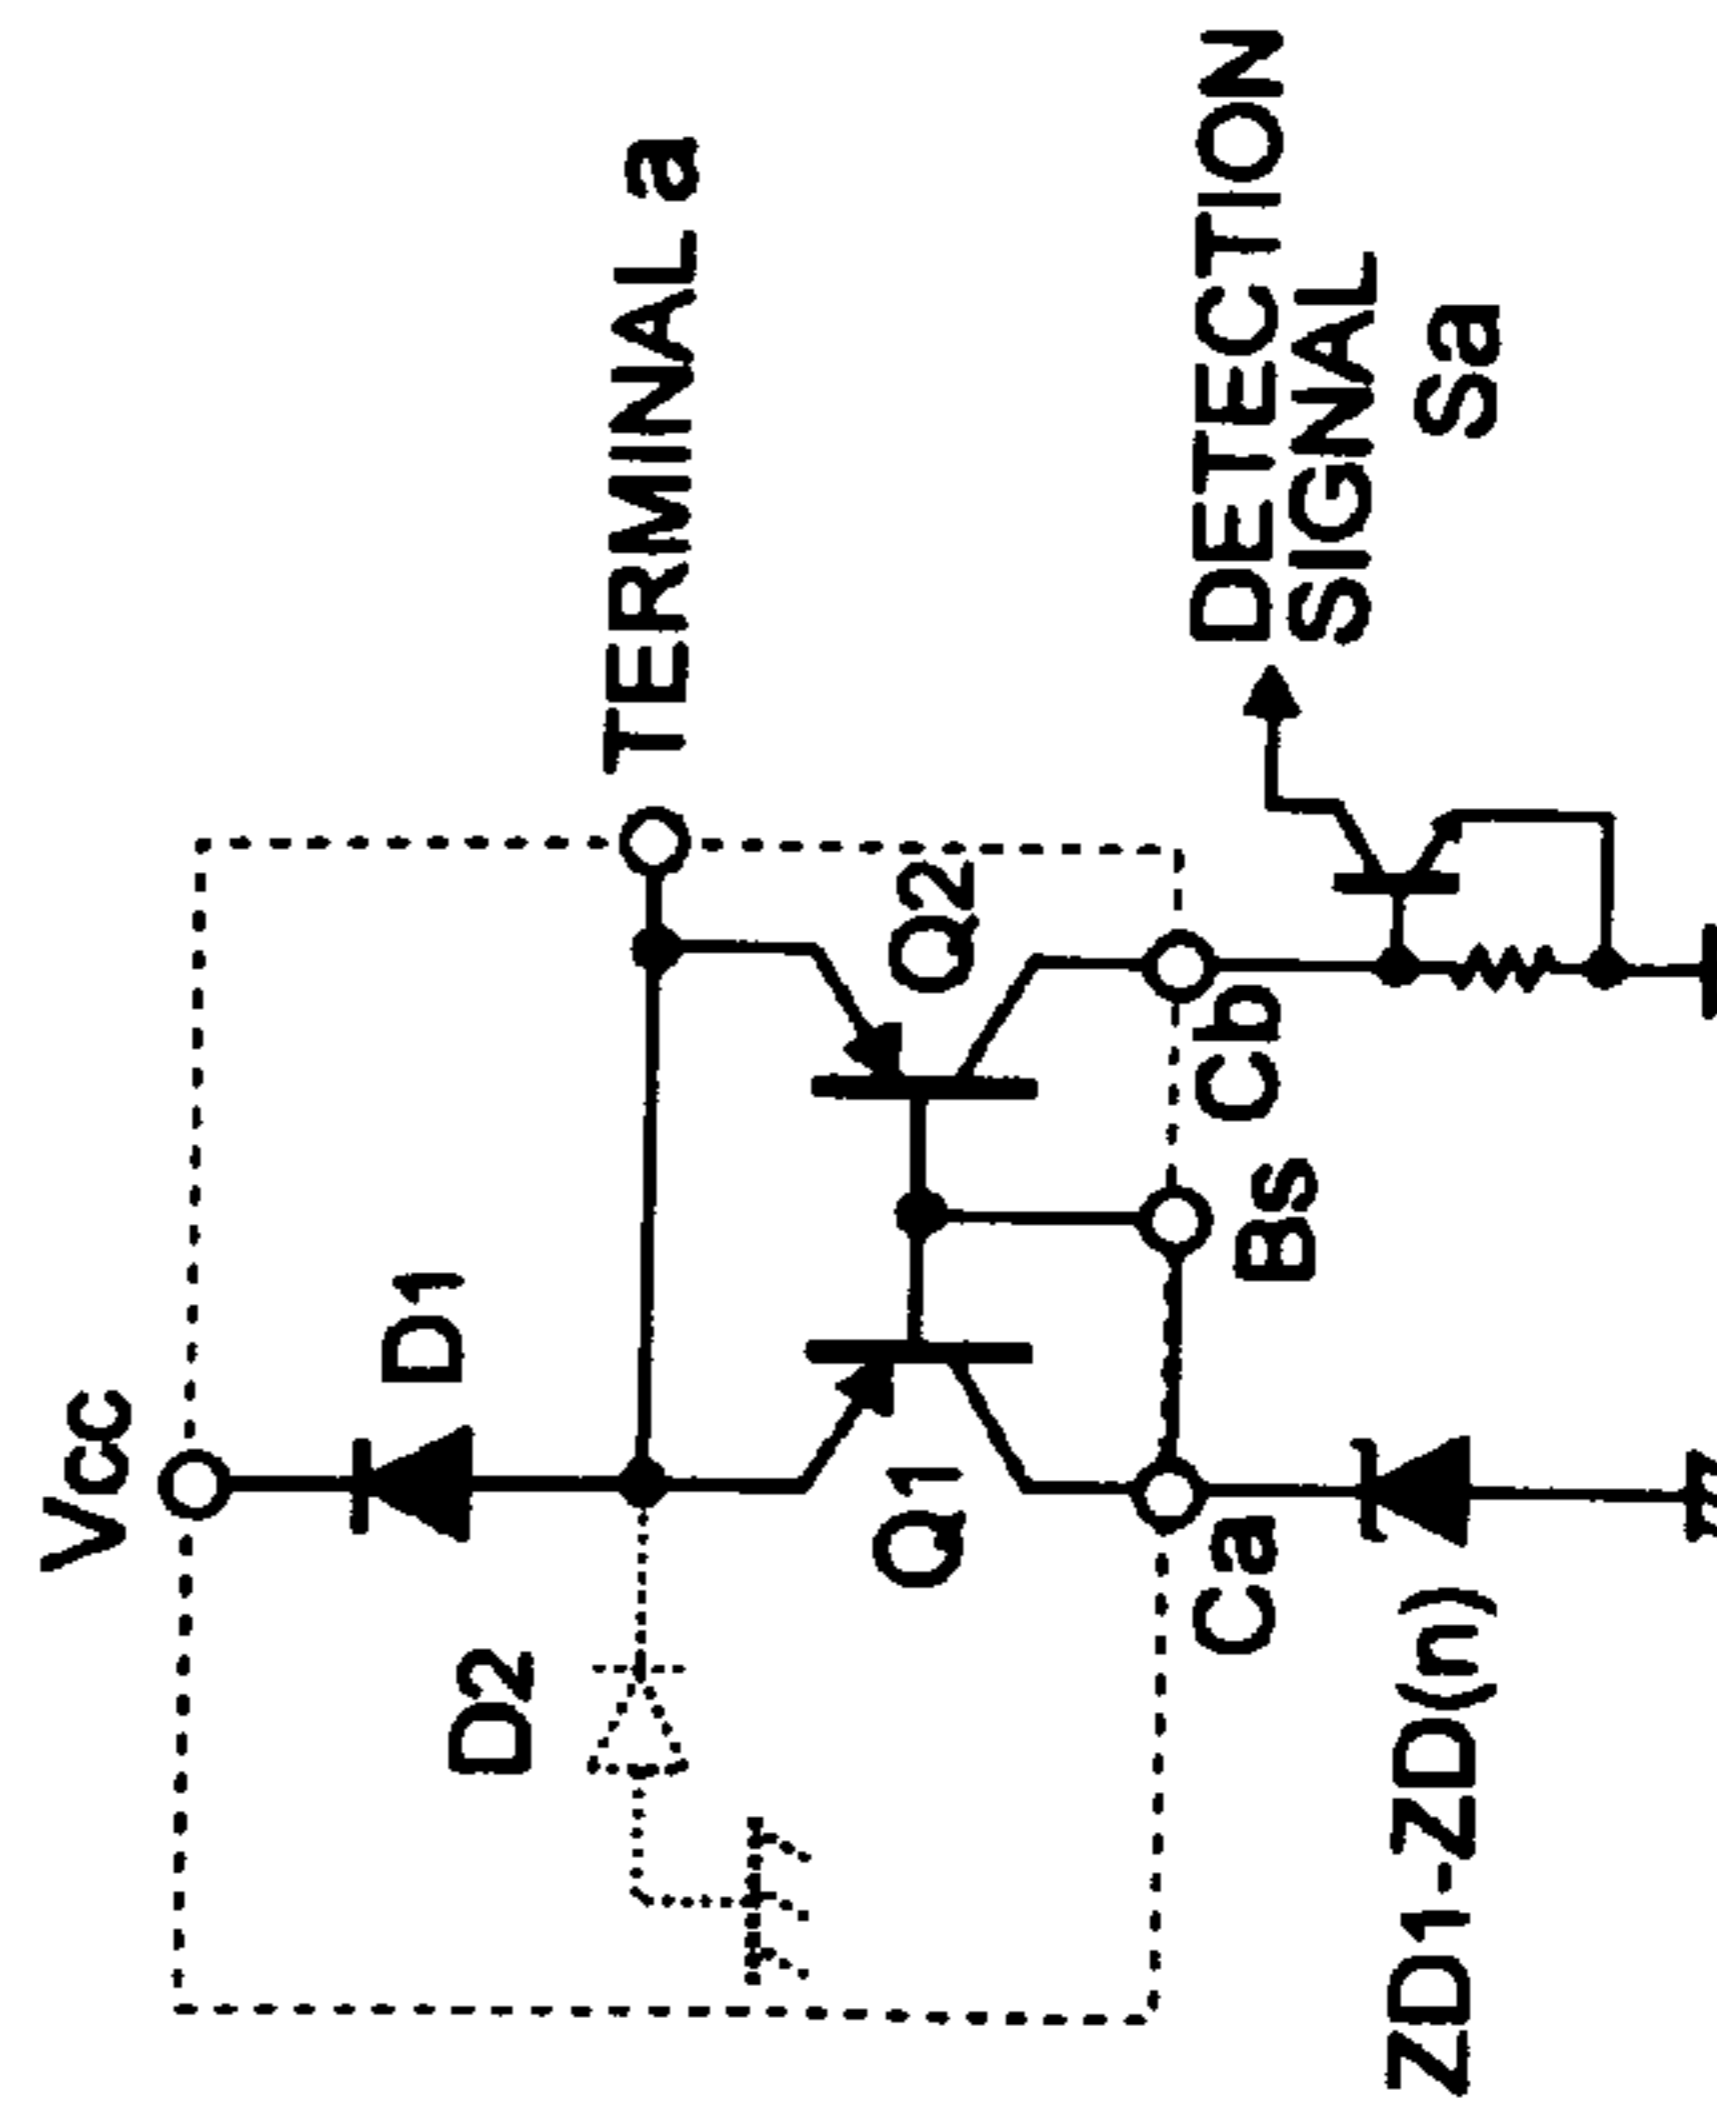 Vcc
D1
D2
TERMINAL a
Q1
Q2
Ca
Bs
Cb
ZD1-ZD(n)
DETECTION
SIGNAL
Sa